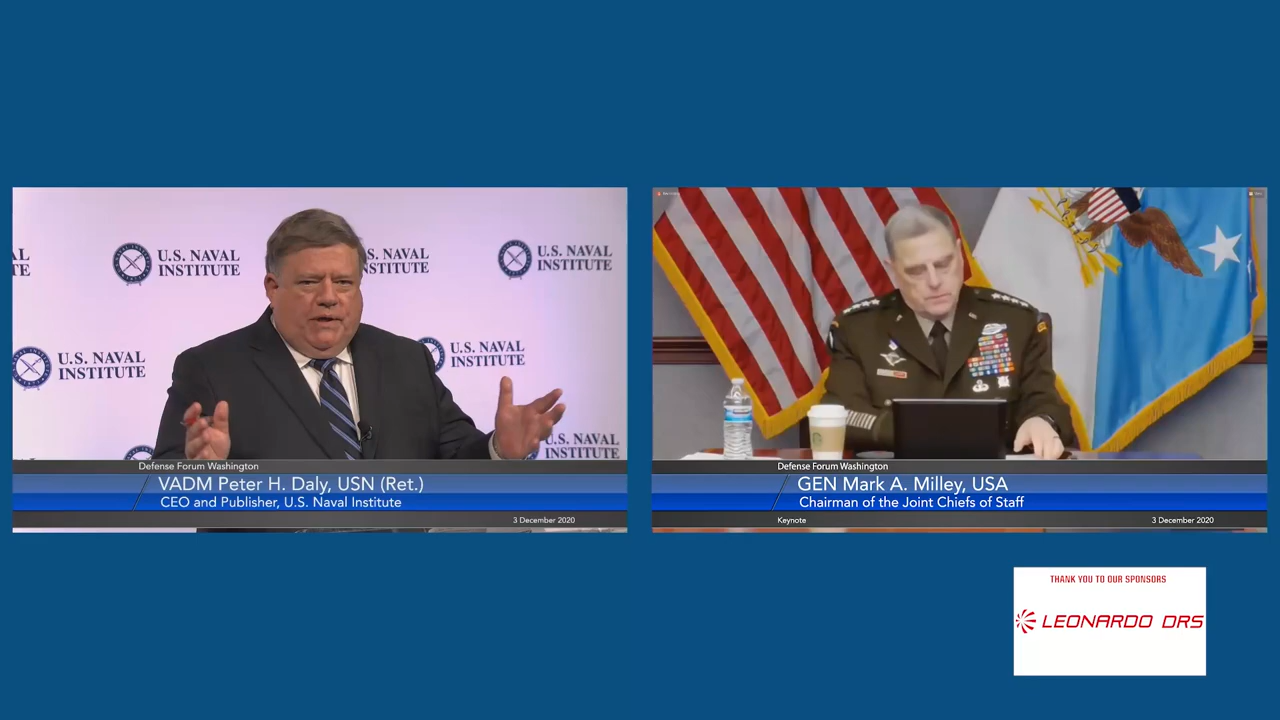 U.S. NAVAL
INSTITUTE
S. NAVAL
STITUTE
U.S. NAVAL
INSTITUTE
U.S. NAVAL
INSTITUTE
U.S. NAVAL
INSTITUTE
U.S. NAVAL
INSTITUTE
Defense Forum Washington
VADM Peter H. Daly, USN (Ret.)
CEO and Publisher, U.S. Naval Institute
3 December 2020
Defense Forum Washington
GEN Mark A. Milley, USA
Chairman of the Joint Chiefs of Staff
Keynote
3 December 2020
THANK YOU TO OUR SPONSORS
LEONARDO DRS